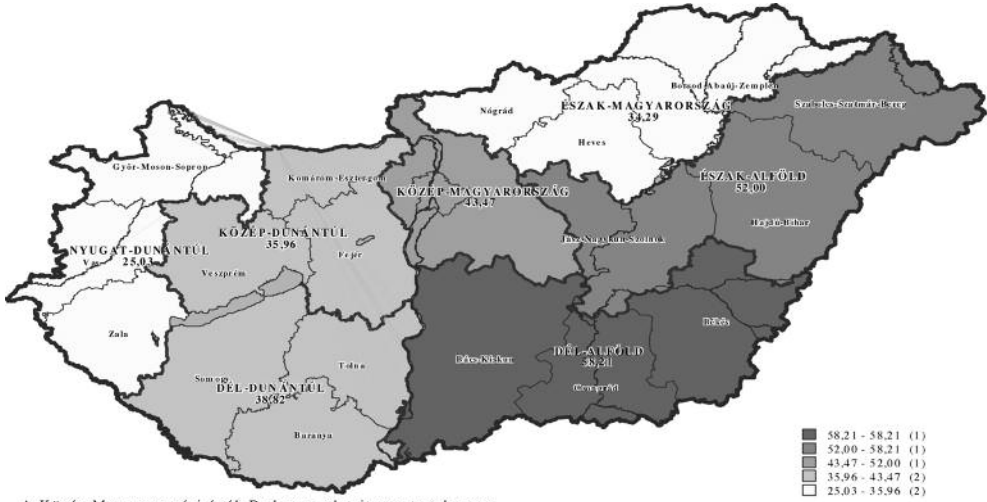 Borsod-Abaúj-Zemplén
Szabolcs-Szatmár-Bereg
Nógrád
ÉSZAK-MAGYARORSZÁG
34,29
Heves
Győr-Moson-Sopron
Komárom-Esztergom
ÉSZAK-ALFÖLD
52,00
KÖZÉP-MAGYARORSZÁG
43,47
Hajdú-Bihar
KÖZÉP-DUNÁNTÚL
35,96
Jász-Nagykun-Szolnok
NYUGAT-DUNÁNTÚL
Vas
25,03
Fejér
Veszprém
Békés
Zala
DÉL-ALFÖLD
58,21
Bács-Kiskun
Tolna
Somogy
DÉL-DUNÁNTÚL
38,82
Csongrád
Baranya
58,21 - 58,21 (1)
52,00 - 58,21 (1)
43,47 - 52,00 (1)
35,96 - 43,47 (2)
25,03 - 35,96 (2)